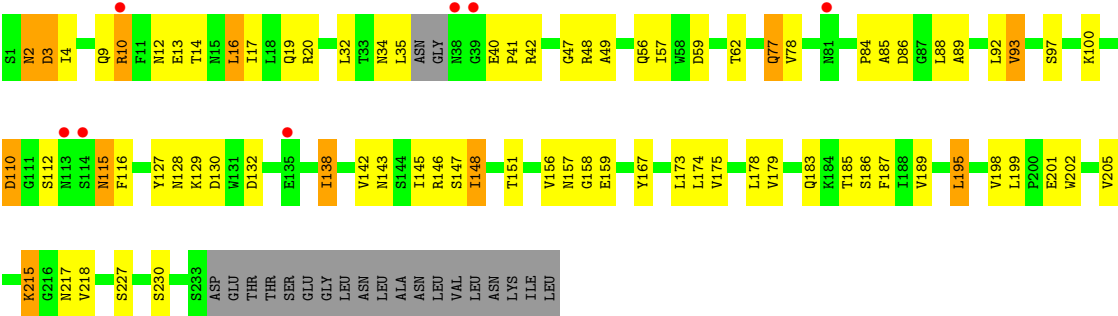 S1 N2 D3 I4 Q9 R10 F11 N12 E13 T14 N15 L16 I17 L18 Q19 R20 L32 T33 N34 L35 ASN GLY N38 G39 E40 P41 R42 G47 R48 A49 Q56 I57 W58 D59 T62 Q77 V78 N81 P84 A85 D86 G87 L88 A89 L92 V93 S97 K100
D110 G111 S112 N113 S114 N115 F116 Y127 N128 K129 D130 W131 D132 E135 I138 V142 N143 S144 I145 R146 S147 I148 T151 V156 N157 G158 E159 Y167 L173 L174 V175 L178 V179 Q183 K184 T185 S186 F187 I188 V189 L195 V198 L199 P200 E201 W202 V205
K215 G216 N217 V218 S227 S230 S233 ASP GLU THR THR SER GLU GLY LEU ASN LEU ALA ASN LEU VAL LEU ASN LYS ILE LEU